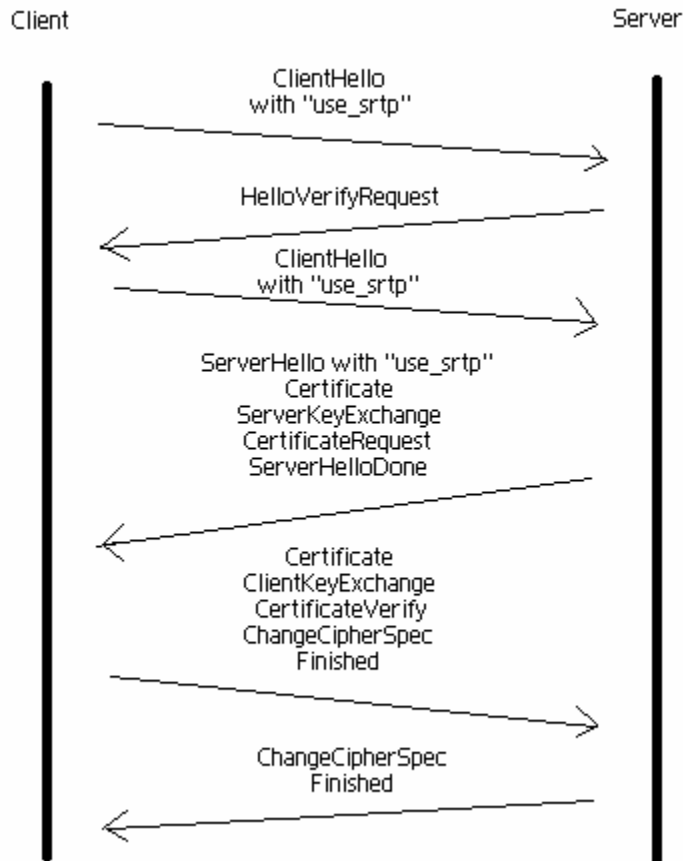 Client
Server
ClientHello
with "use_srtp"
HelloVerifyRequest
ClientHello
with "use_srtp"
ServerHello with "use_srtp"
Certificate
ServerKeyExchange
CertificateRequest
ServerHelloDone
Certificate
ClientKeyExchange
CertificateVerify
ChangeCipherSpec
Finished
ChangeCipherSpec
Finished